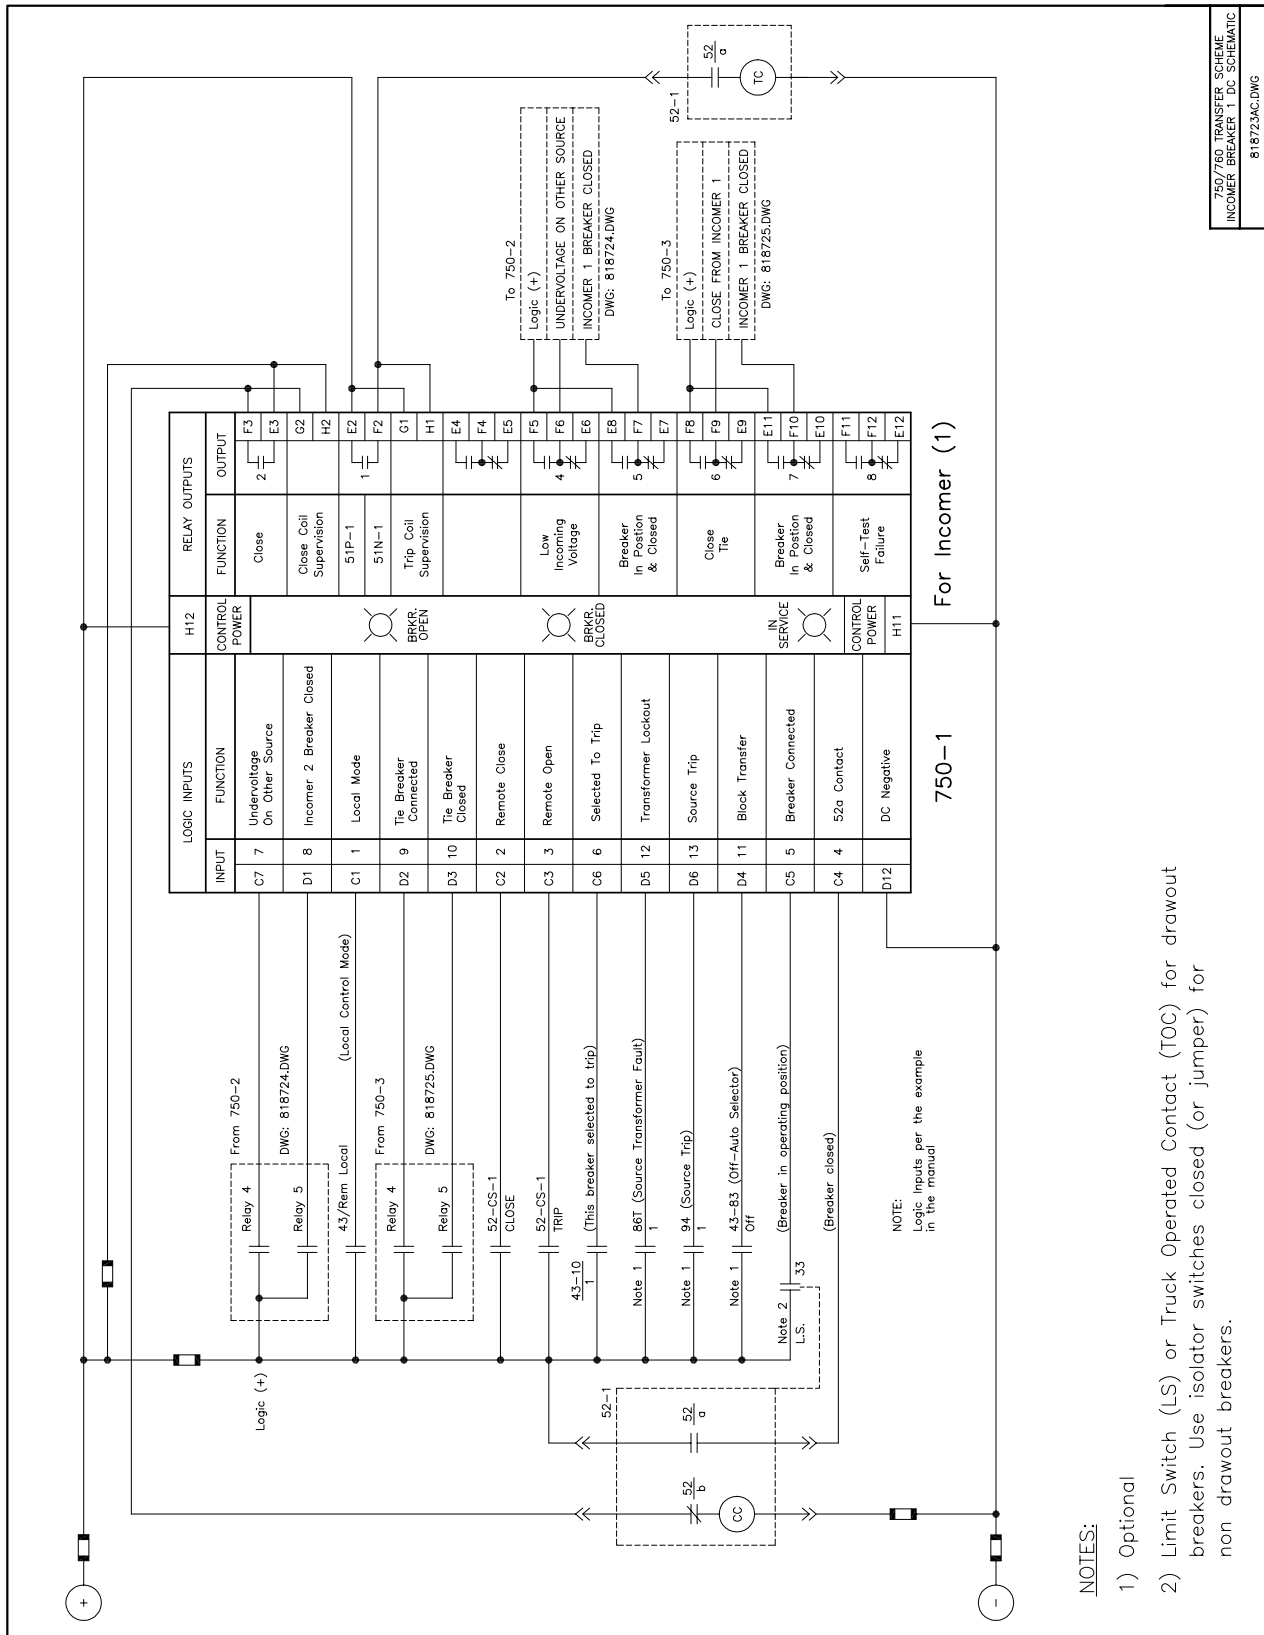 +
-
Logic (+)
52-1
52
b
CC
52
a
Note 2
L.S.
33
From 750-2
Relay 4
Relay 5
DWG: 818724.DWG
43/Rem Local
(Local Control Mode)
From 750-3
Relay 4
Relay 5
DWG: 818725.DWG
52-CS-1
CLOSE
52-CS-1
TRIP
43-10
1
(This breaker selected to trip)
Note 1
86T (Source Transformer Fault)
1
Note 1
94 (Source Trip)
1
Note 1
43-83 (Off-Auto Selector)
Off
(Breaker in operating position)
(Breaker closed)
NOTE:
Logic Inputs per the example
in the manual
LOGIC INPUTS
INPUT FUNCTION
C7 7 Undervoltage
On Other Source
D1 8 Incomer 2 Breaker Closed
C1 1 Local Mode
D2 9 Tie Breaker
Connected
D3 10 Tie Breaker
Closed
C2 2 Remote Close
C3 3 Remote Open
C6 6 Selected To Trip
D5 12 Transformer Lockout
D6 13 Source Trip
D4 11 Block Transfer
C5 5 Breaker Connected
C4 4 52a Contact
D12 DC Negative
H12
CONTROL
POWER
BRKR.
OPEN
BRKR.
CLOSED
IN
SERVICE
CONTROL
POWER
H11
RELAY OUTPUTS
FUNCTION OUTPUT
Close 2 F3
E3
Close Coil
Supervision
G2
H2
51P-1
51N-1
1
E2
F2
Trip Coil
Supervision
G1
H1
E4
F4
E5
Low
Incoming
Voltage
4
F5
F6
E6
Breaker
In Postion
& Closed
5
E8
F7
E7
Close
Tie
6
F8
F9
E9
Breaker
In Postion
& Closed
7
E11
F10
E10
Self-Test
Failure
8
F11
F12
E12
750-1
For Incomer (1)
To 750-2
Logic (+)
UNDERVOLTAGE ON OTHER SOURCE
INCOMER 1 BREAKER CLOSED
DWG: 818724.DWG
To 750-3
Logic (+)
CLOSE FROM INCOMER 1
INCOMER 1 BREAKER CLOSED
DWG: 818725.DWG
52-1
52
a
TC
NOTES:
1) Optional
2) Limit Switch (LS) or Truck Operated Contact (TOC) for drawout
breakers. Use isolator switches closed (or jumper) for
non drawout breakers.
750/760 TRANSFER SCHEME
INCOMER BREAKER 1 DC SCHEMATIC
818723AC.DWG